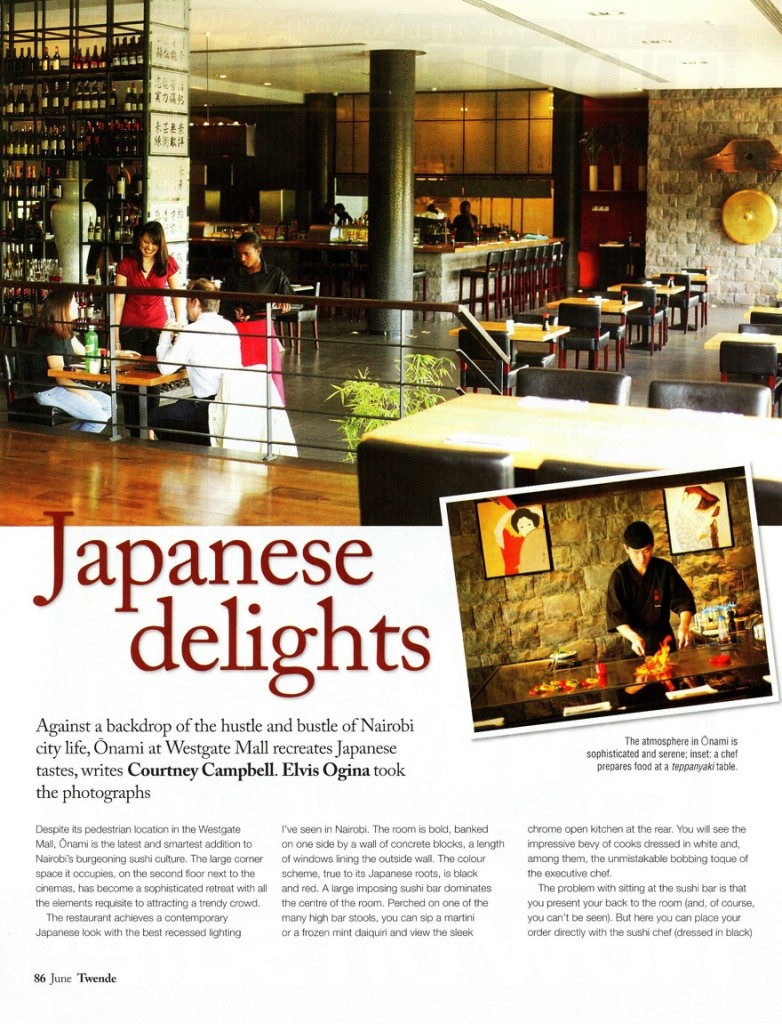 Japanese
delights
Against a backdrop of the hustle and bustle of Nairobi
city life, Ōnami at Westgate Mall recreates Japanese
tastes, writes Courtney Campbell. Elvis Ogina took
the photographs
The atmosphere in Ōnami is
sophisticated and serene; inset: a chef
prepares food at a teppanyaki table.
Despite its pedestrian location in the Westgate
Mall, Ōnami is the latest and smartest addition to
Nairobi's burgeoning sushi culture. The large corner
space it occupies, on the second floor next to the
cinemas, has become a sophisticated retreat with all
the elements requisite to attracting a trendy crowd.
The restaurant achieves a contemporary
Japanese look with the best recessed lighting
I've seen in Nairobi. The room is bold, banked
on one side by a wall of concrete blocks, a length
of windows lining the outside wall. The colour
scheme, true to its Japanese roots, is black
and red. A large imposing sushi bar dominates
the centre of the room. Perched on one of the
many high bar stools, you can sip a martini
or a frozen mint daiquiri and view the sleek
chrome open kitchen at the rear. You will see the
impressive bevy of cooks dressed in white and,
among them, the unmistakable bobbing toque of
the executive chef.
The problem with sitting at the sushi bar is that
you present your back to the room (and, of course,
you can't be seen). But here you can place your
order directly with the sushi chef (dressed in black)
86 June Twende